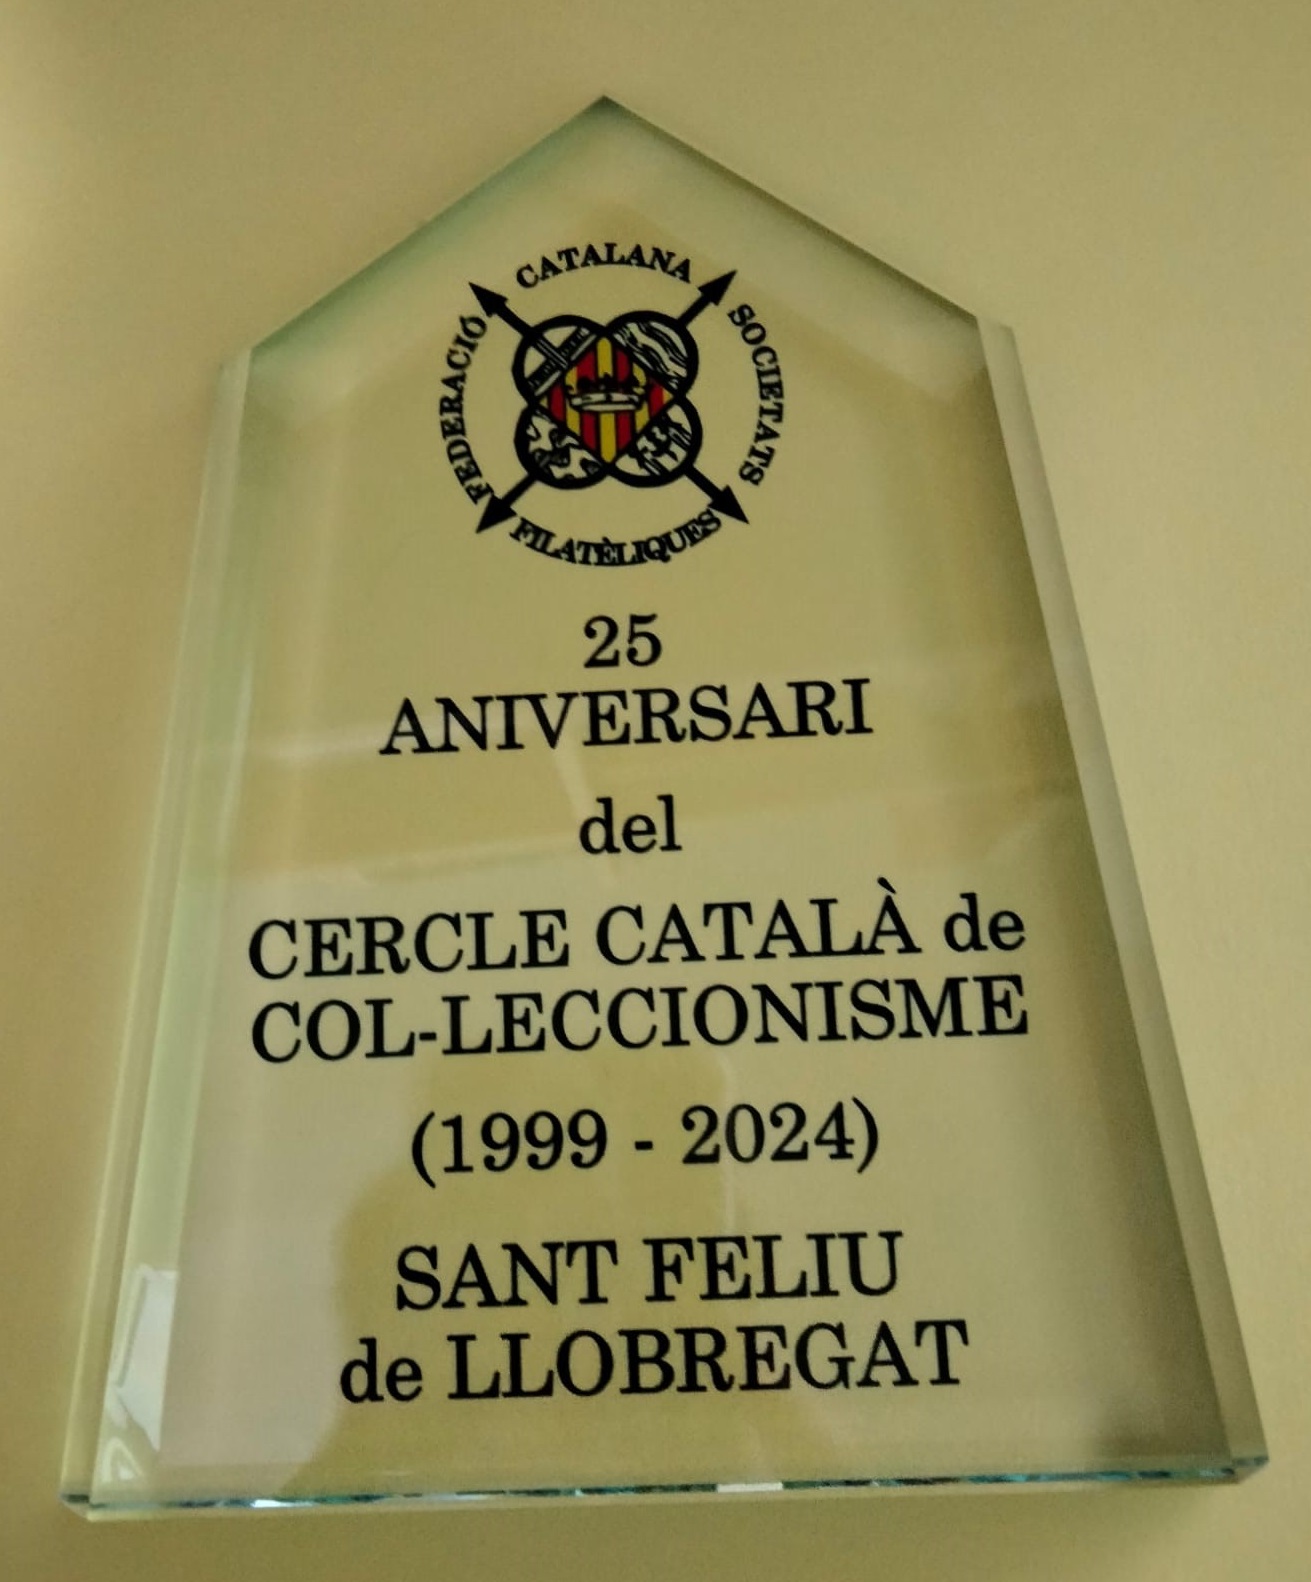 FEDERACIÓ CATALANA SOCIETATS FILATÈLIQUES
25
ANIVERSARI
del
CERCLE CATALÀ de
COL-LECCIONISME
(1999 - 2024)
SANT FELIU
de LLOBREGAT